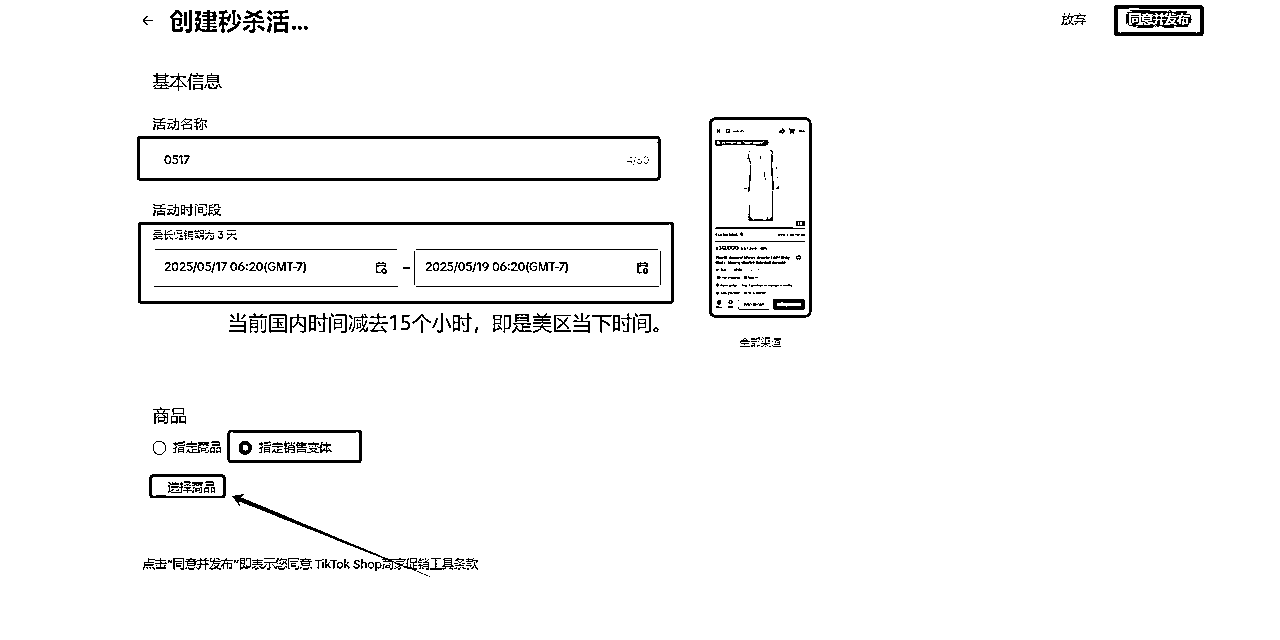 创建秒杀活...
放弃
同意并发布
基本信息
活动名称
0517
4/50
活动时间段
最长促销期为 3 天
2025/05/17 06:20(GMT-7)
–
2025/05/19 06:20(GMT-7)
当前国内时间减去15个小时，即是美区当下时间。
全部渠道
商品
指定商品
指定销售变体
选择商品
点击"同意并发布"即表示您同意 TikTok Shop商家促销工具条款